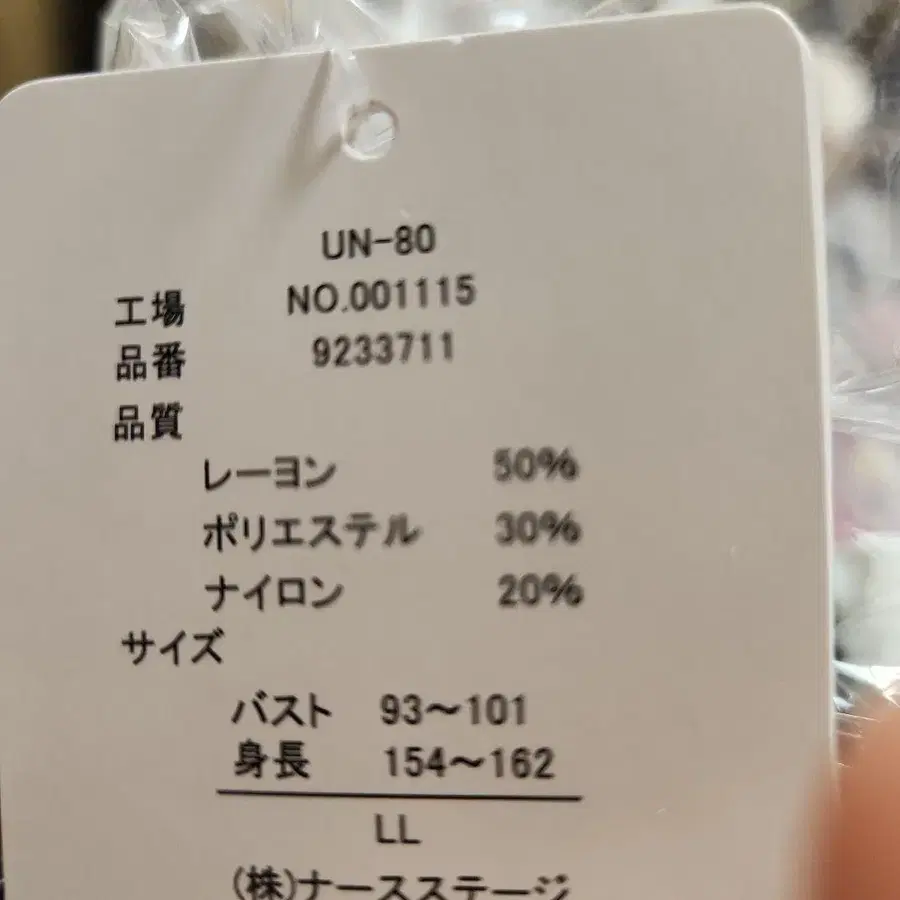 UN-80
工場 NO.001115
品番 9233711
品質
レーヨン 50%
ポリエステル 30%
ナイロン 20%
サイズ
バスト 93〜101
身長 154〜162
LL
(株)ナースステージ